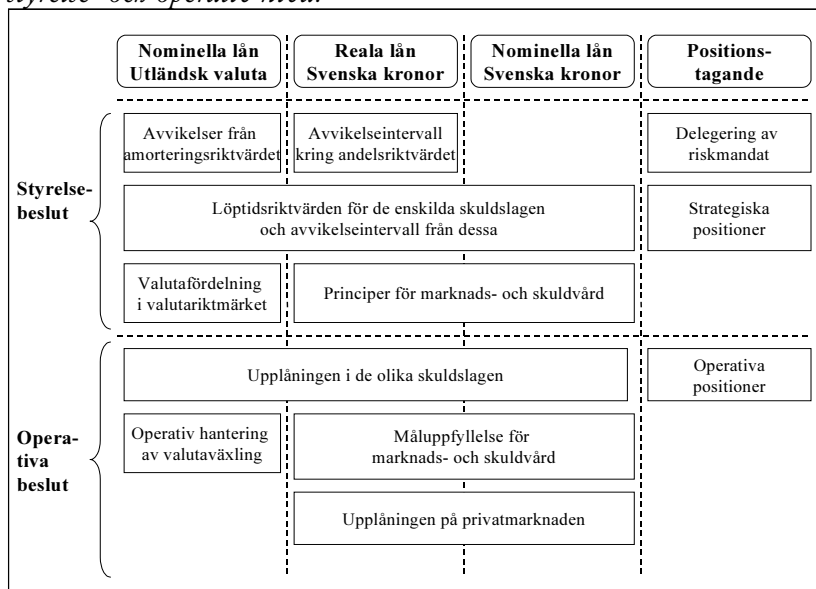 styrelse- och operativ nivå.
Nominella lån
Utländsk valuta
Reala lån
Svenska kronor
Nominella lån
Svenska kronor
Positions-
tagande
Styrelse-
beslut
Avvikelser från
amorteringsriktvärdet
Avvikelseintervall
kring andelsriktvärdet
Delegering av
riskmandat
Löptidsriktvärden för de enskilda skuldslagen
och avvikelseintervall från dessa
Strategiska
positioner
Valutafördelning
i valutariktmärket
Principer för marknads- och skuldvård
Opera-
tiva
beslut
Upplåningen i de olika skuldslagen
Operativa
positioner
Operativ hantering
av valutaväxling
Måluppfyllelse för
marknads- och skuldvård
Upplåningen på privatmarknaden